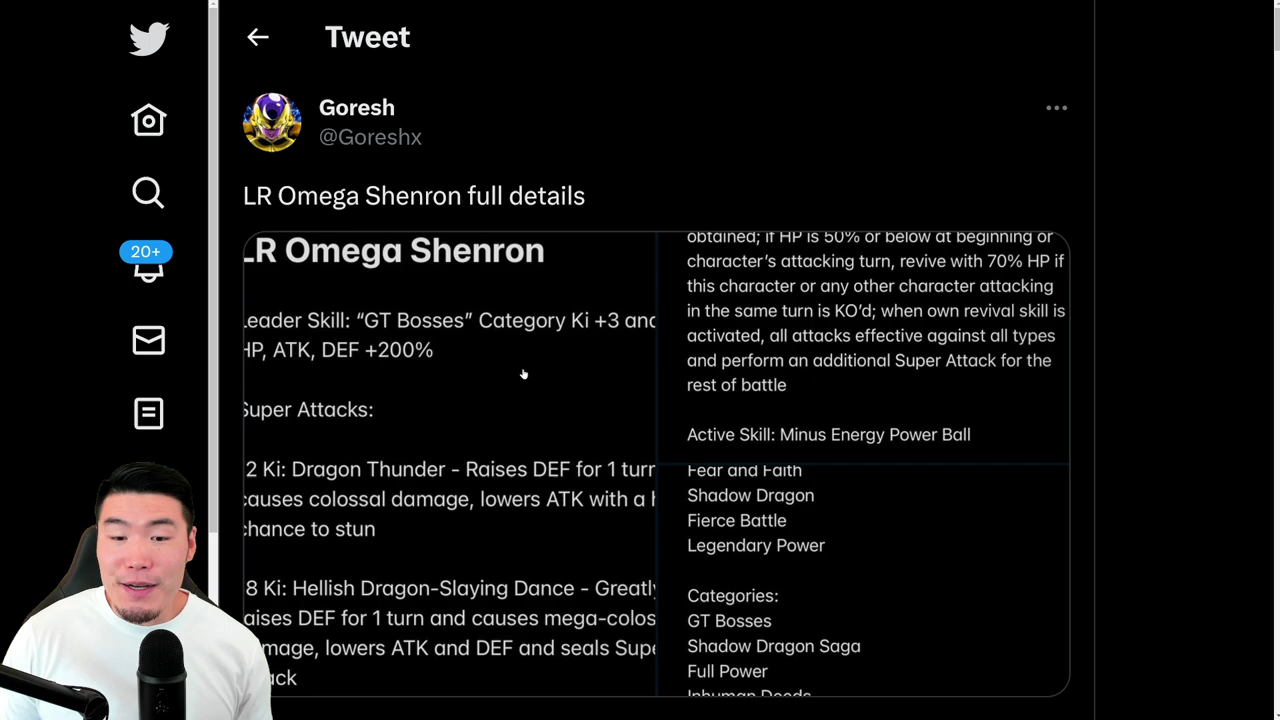 Tweet
Goresh
@Goreshx
LR Omega Shenron full details
20+
LR Omega Shenron
Leader Skill: “GT Bosses” Category Ki +3 and
HP, ATK, DEF +200%
Super Attacks:
2 Ki: Dragon Thunder - Raises DEF for 1 turn
causes colossal damage, lowers ATK with a h
chance to stun
8 Ki: Hellish Dragon-Slaying Dance - Greatly
raises DEF for 1 turn and causes mega-colos
mage, lowers ATK and DEF and seals Supe
ack
obtained; if HP is 50% or below at beginning or
character’s attacking turn, revive with 70% HP if
this character or any other character attacking
in the same turn is KO’d; when own revival skill is
activated, all attacks effective against all types
and perform an additional Super Attack for the
rest of battle
Active Skill: Minus Energy Power Ball
Fear and Faith
Shadow Dragon
Fierce Battle
Legendary Power
Categories:
GT Bosses
Shadow Dragon Saga
Full Power
Inhuman Deeds